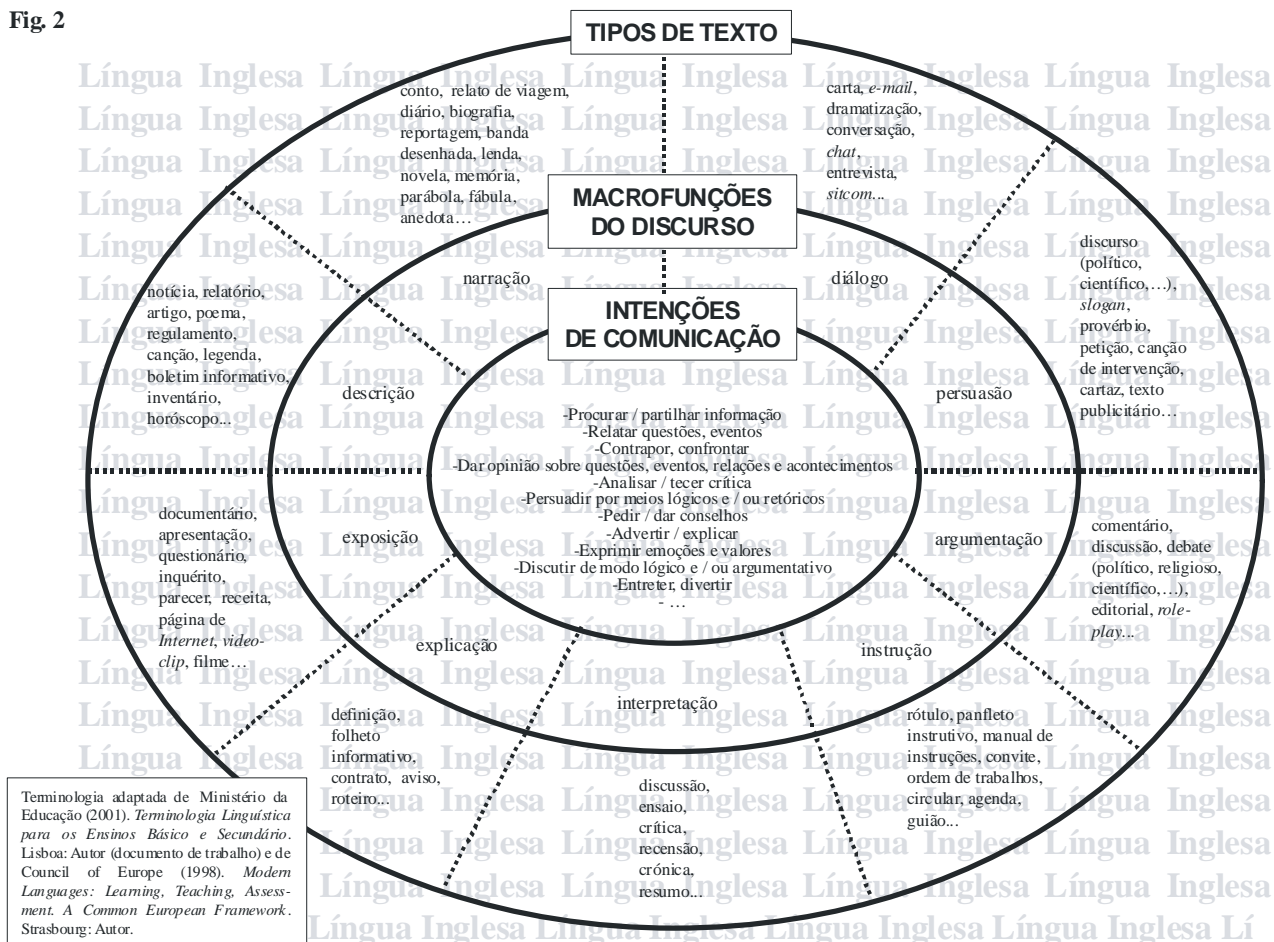 Fig. 2
TIPOS DE TEXTO
conto, relato de viagem,
diário, biografia,
reportagem, banda
desenhada, lenda,
novela, memória,
parábola, fábula,
anedota…
carta, e-mail,
dramatização,
conversação,
chat,
entrevista,
sitcom...
MACROFUNÇÕES
DO DISCURSO
narração
diálogo
INTENÇÕES
DE COMUNICAÇÃO
notícia, relatório,
artigo, poema,
regulamento,
canção, legenda,
boletim informativo,
inventário,
horóscopo...
descrição
persuasão
discurso
(político,
científico,…),
slogan,
provérbio,
petição, canção
de intervenção,
cartaz, texto
publicitário…
-Procurar / partilhar informação
-Relatar questões, eventos
-Contrapor, confrontar
-Dar opinião sobre questões, eventos, relações e acontecimentos
-Analisar / tecer crítica
-Persuadir por meios lógicos e / ou retóricos
-Pedir / dar conselhos
-Advertir / explicar
-Exprimir emoções e valores
-Discutir de modo lógico e / ou argumentativo
-Entreter, divertir
- …
documentário,
apresentação,
questionário,
inquérito,
parecer, receita,
página de
Internet, video-
clip, filme…
exposição
argumentação
comentário,
discussão, debate
(político, religioso,
científico,…),
editorial, role-
play...
explicação
instrução
interpretação
definição,
folheto
informativo,
contrato, aviso,
roteiro...
discussão,
ensaio,
crítica,
recensão,
crónica,
resumo...
rótulo, panfleto
instrutivo, manual de
instruções, convite,
ordem de trabalhos,
circular, agenda,
guião...
Terminologia adaptada de Ministério da
Educação (2001). Terminologia Linguística
para os Ensinos Básico e Secundário.
Lisboa: Autor (documento de trabalho) e de
Council of Europe (1998). Modern
Languages: Learning, Teaching, Assess-
ment. A Common European Framework.
Strasbourg: Autor.
Língua Inglesa Língua Inglesa Língua Inglesa Lí